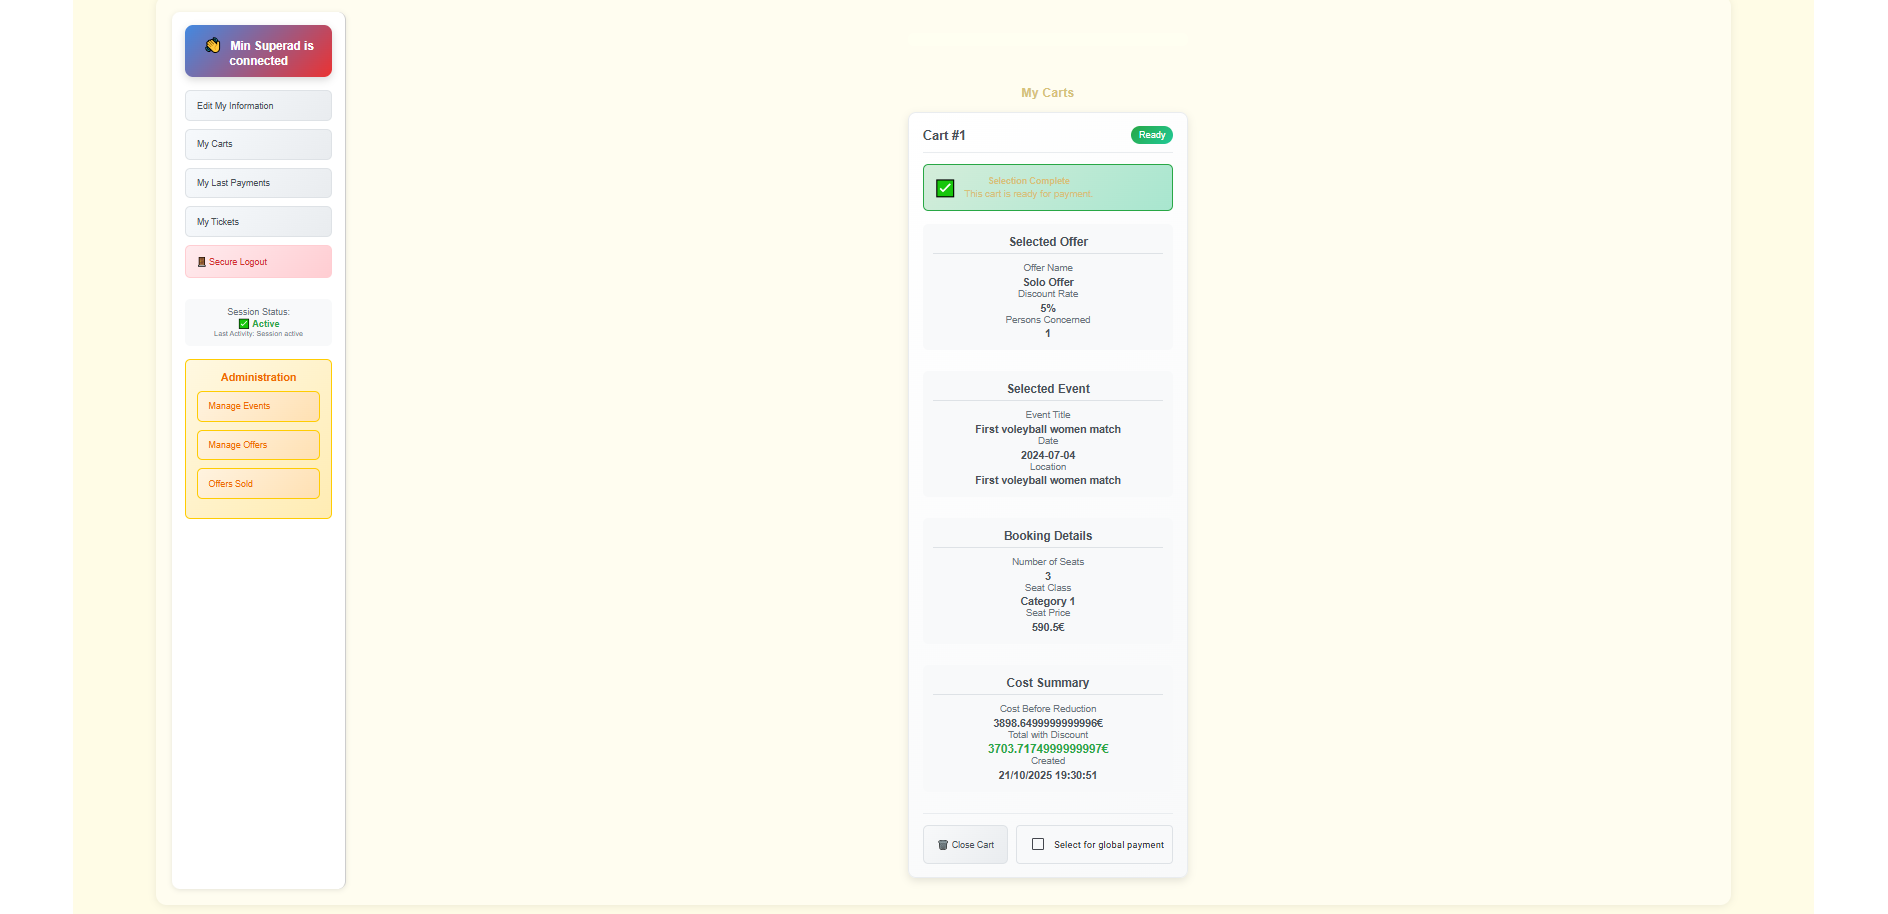 Min Superad is
connected
Edit My Information
My Carts
My Last Payments
My Tickets
Secure Logout
Session Status:
Active
Last Activity: Session active
Administration
Manage Events
Manage Offers
Offers Sold
My Carts
Cart #1
Ready
Selection Complete
This cart is ready for payment.
Selected Offer
Offer Name
Solo Offer
Discount Rate
5%
Persons Concerned
1
Selected Event
Event Title
First voleyball women match
Date
2024-07-04
Location
First voleyball women match
Booking Details
Number of Seats
3
Seat Class
Category 1
Seat Price
590.5€
Cost Summary
Cost Before Reduction
3898.6499999999996€
Total with Discount
3703.7174999999997€
Created
21/10/2025 19:30:51
Close Cart
Select for global payment